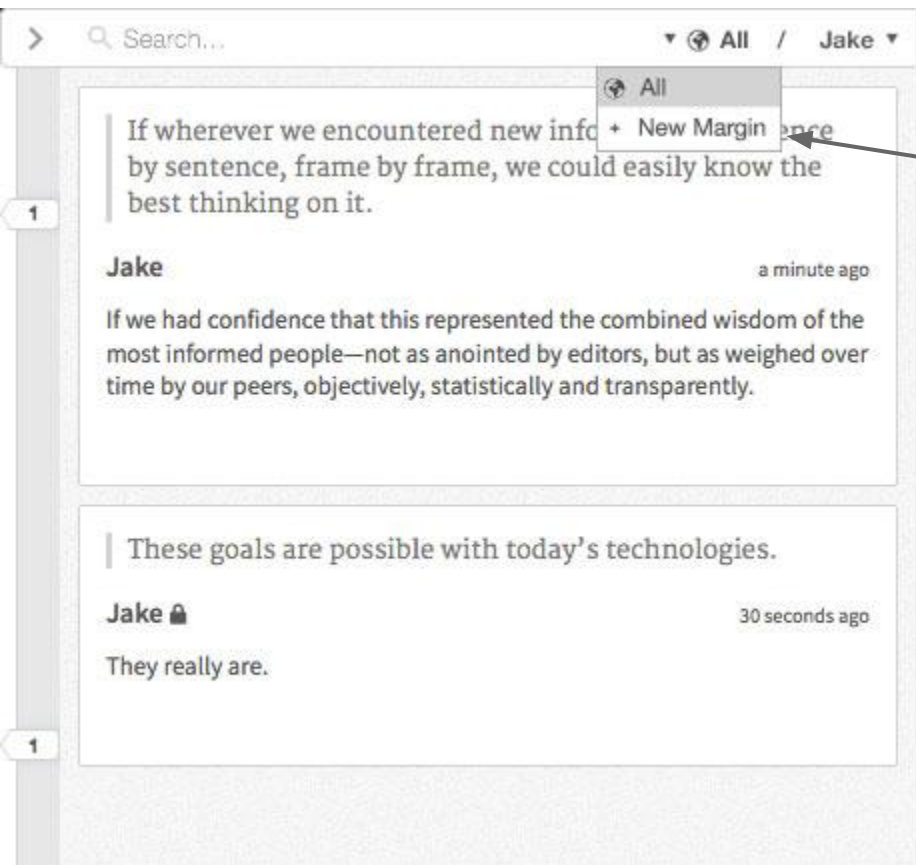 Search...
All / Jake
All
+ New Margin
If wherever we encountered new info ence
by sentence, frame by frame, we could easily know the
best thinking on it.
1
Jake
a minute ago
If we had confidence that this represented the combined wisdom of the
most informed people—not as anointed by editors, but as weighed over
time by our peers, objectively, statistically and transparently.
These goals are possible with today’s technologies.
Jake
30 seconds ago
They really are.
1